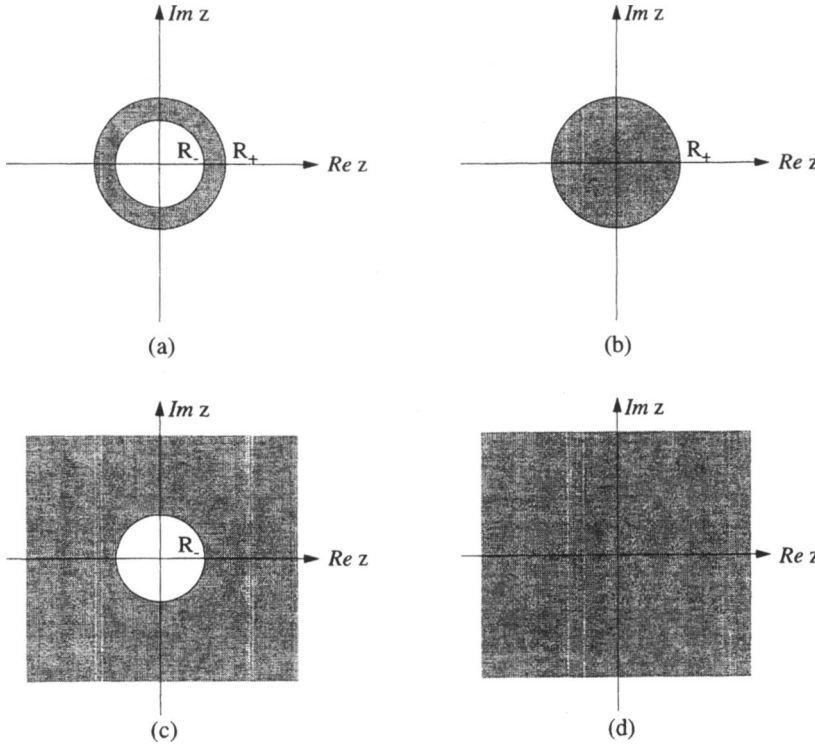 Im z
Im z
R- R+ Re z
R+ Re z
(a)
(b)
Im z
Im z
R- Re z
Re z
(c)
(d)